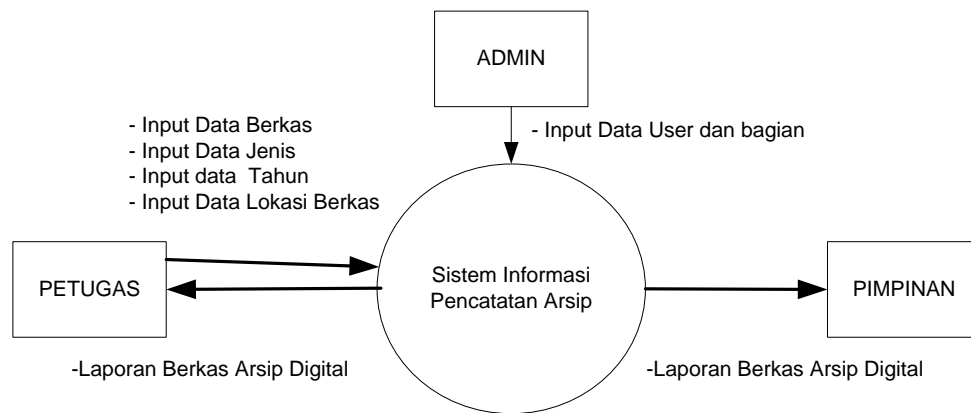 ADMIN
- Input Data Berkas
- Input Data Jenis
- Input data  Tahun
- Input Data Lokasi Berkas
- Input Data User dan bagian
PETUGAS
Sistem Informasi
Pencatatan Arsip
PIMPINAN
-Laporan Berkas Arsip Digital
-Laporan Berkas Arsip Digital